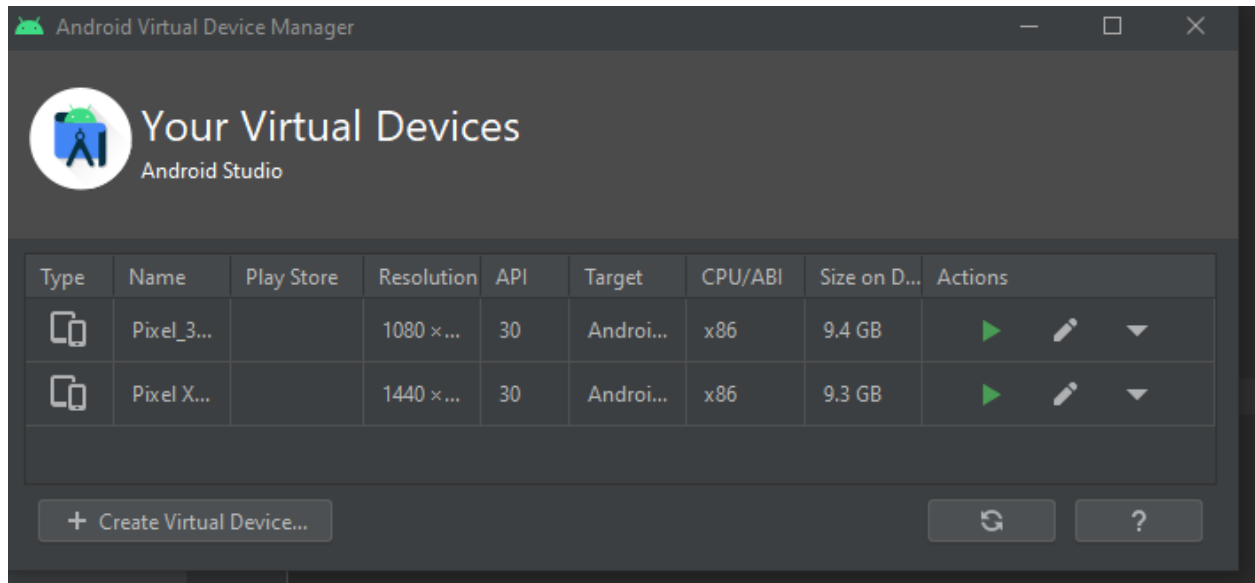 Android Virtual Device Manager
Your Virtual Devices
Android Studio
Type Name Play Store Resolution API Target CPU/ABI Size on D... Actions
Pixel_3... 1080 ×... 30 Androi... x86 9.4 GB
Pixel X... 1440 ×... 30 Androi... x86 9.3 GB
+ Create Virtual Device... ?